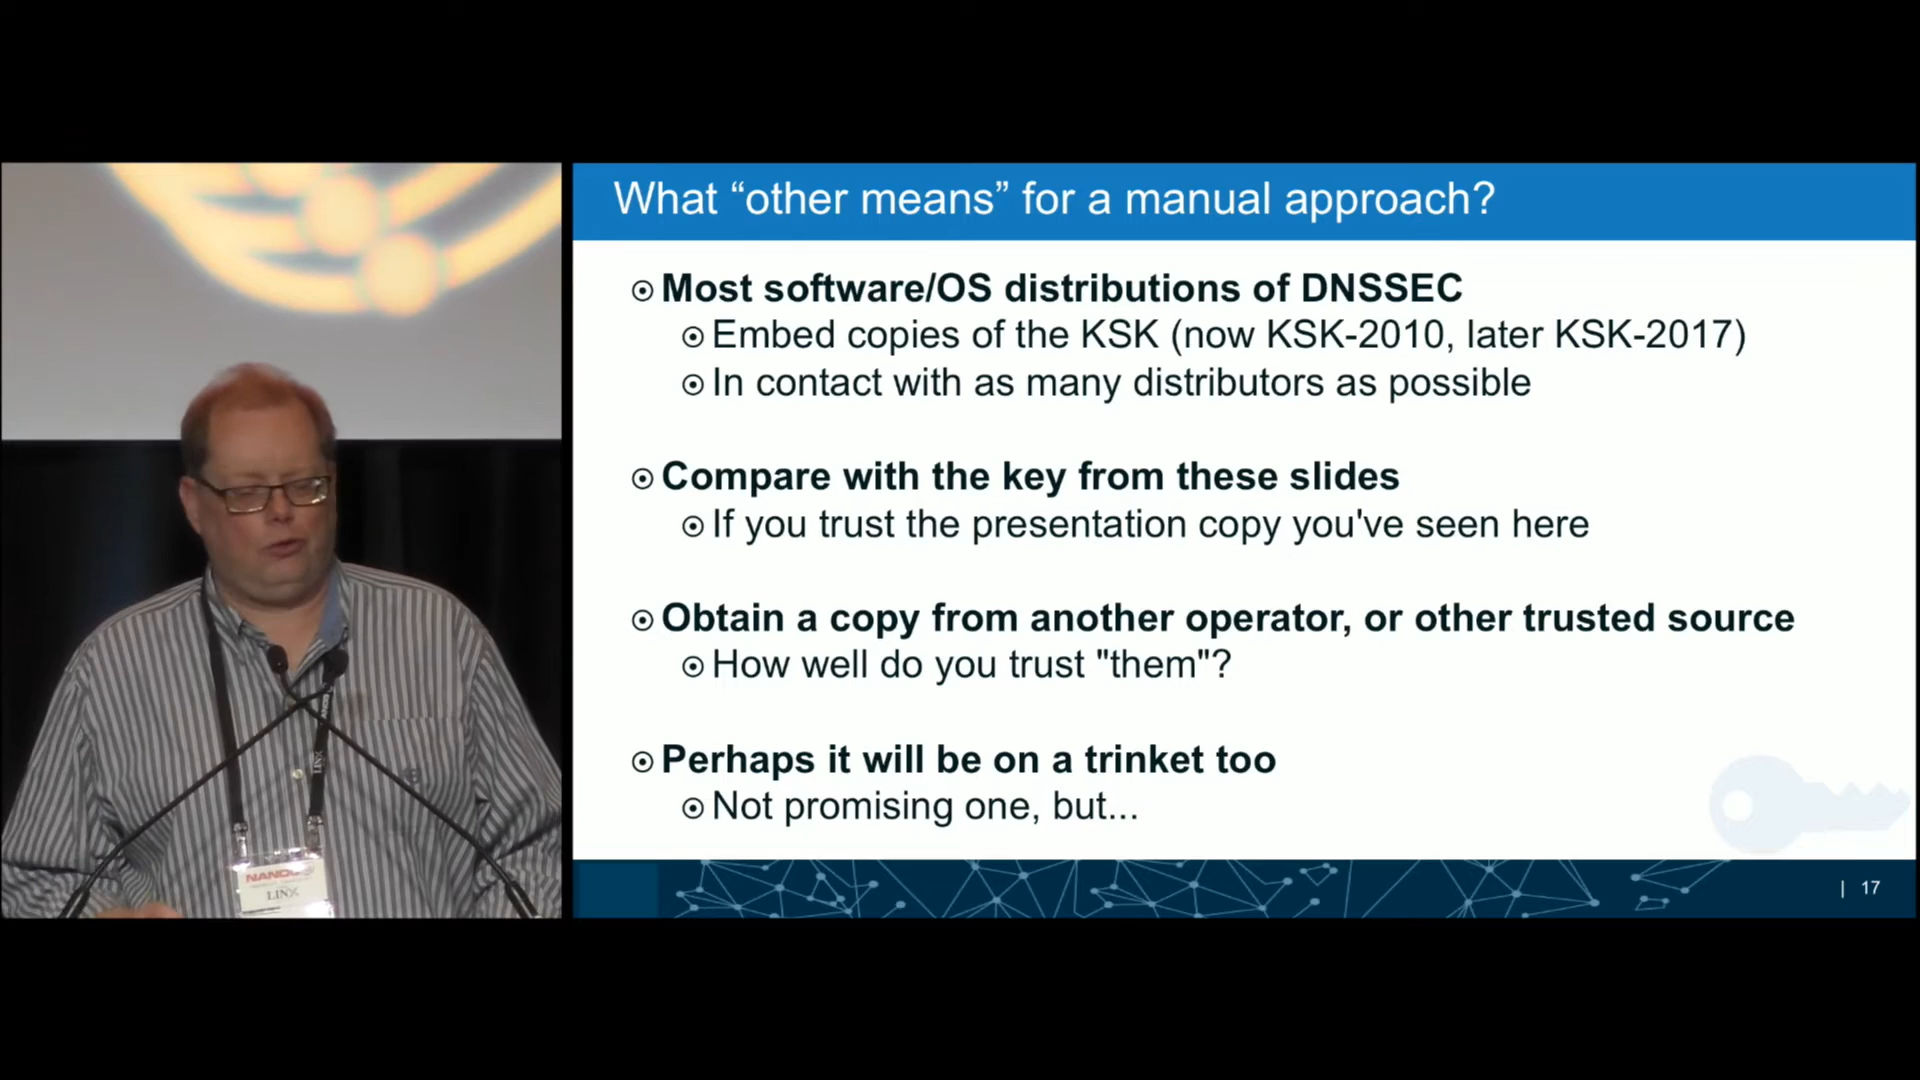 What “other means” for a manual approach?
Most software/OS distributions of DNSSEC
Embed copies of the KSK (now KSK-2010, later KSK-2017)
In contact with as many distributors as possible
Compare with the key from these slides
If you trust the presentation copy you've seen here
Obtain a copy from another operator, or other trusted source
How well do you trust "them"?
Perhaps it will be on a trinket too
Not promising one, but...
| 17
NANOG
LINX